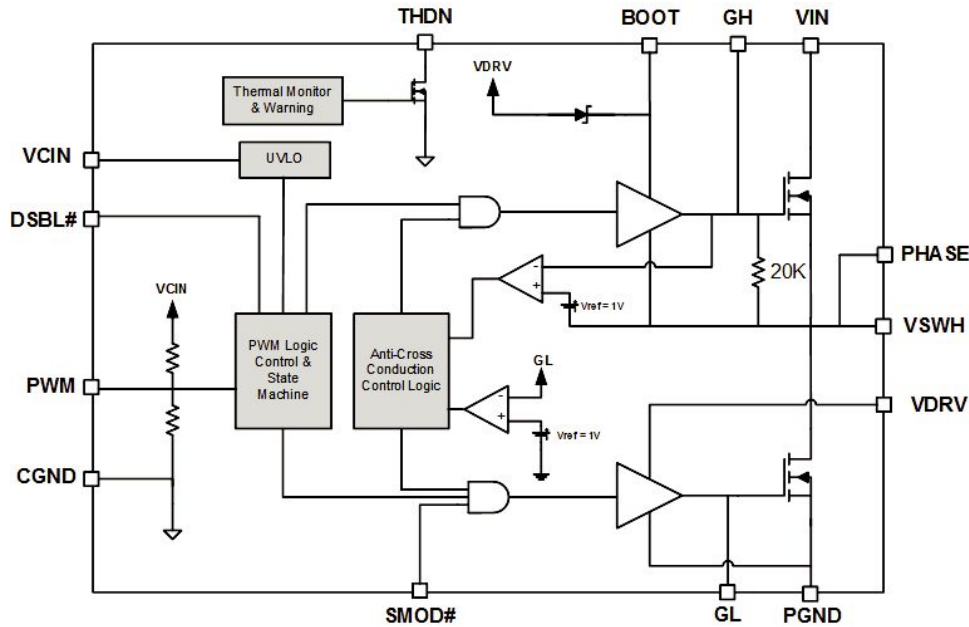 THDN
BOOT
GH
VIN
VDRV
Thermal Monitor
& Warning
VCIN
UVLO
DSBL#
PHASE
20K
VCIN
Vref = 1V
VSWH
PWM Logic
Control &
State
Machine
Anti-Cross
Conduction
Control Logic
GL
PWM
VDRV
Vref = 1V
CGND
SMOD#
GL
PGND